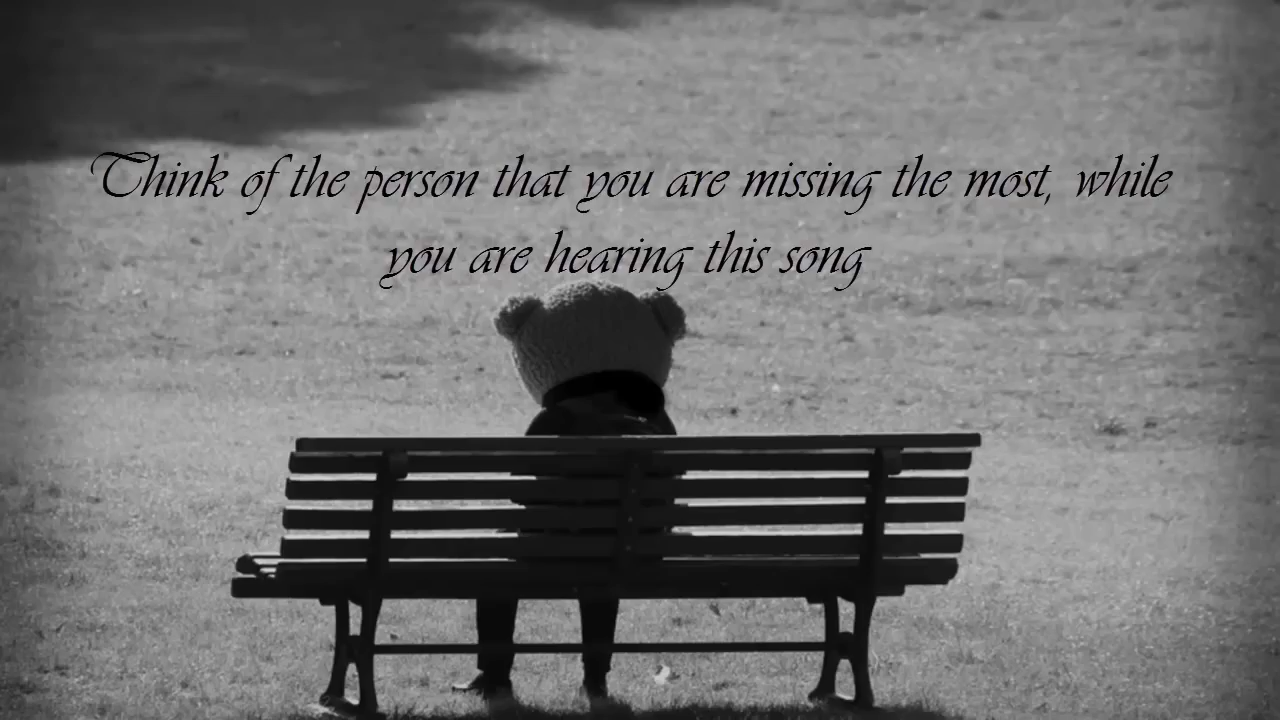 Think of the person that you are missing the most, while
you are hearing this song